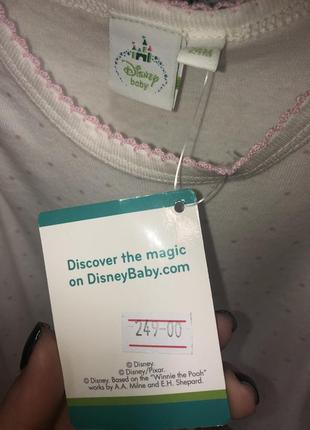 Disney
baby
24M
Discover the magic
on DisneyBaby.com
249-00
© Disney.
© Disney/Pixar.
© Disney. Based on the "Winnie the Pooh"
works by A.A. Milne and E.H. Shepard.